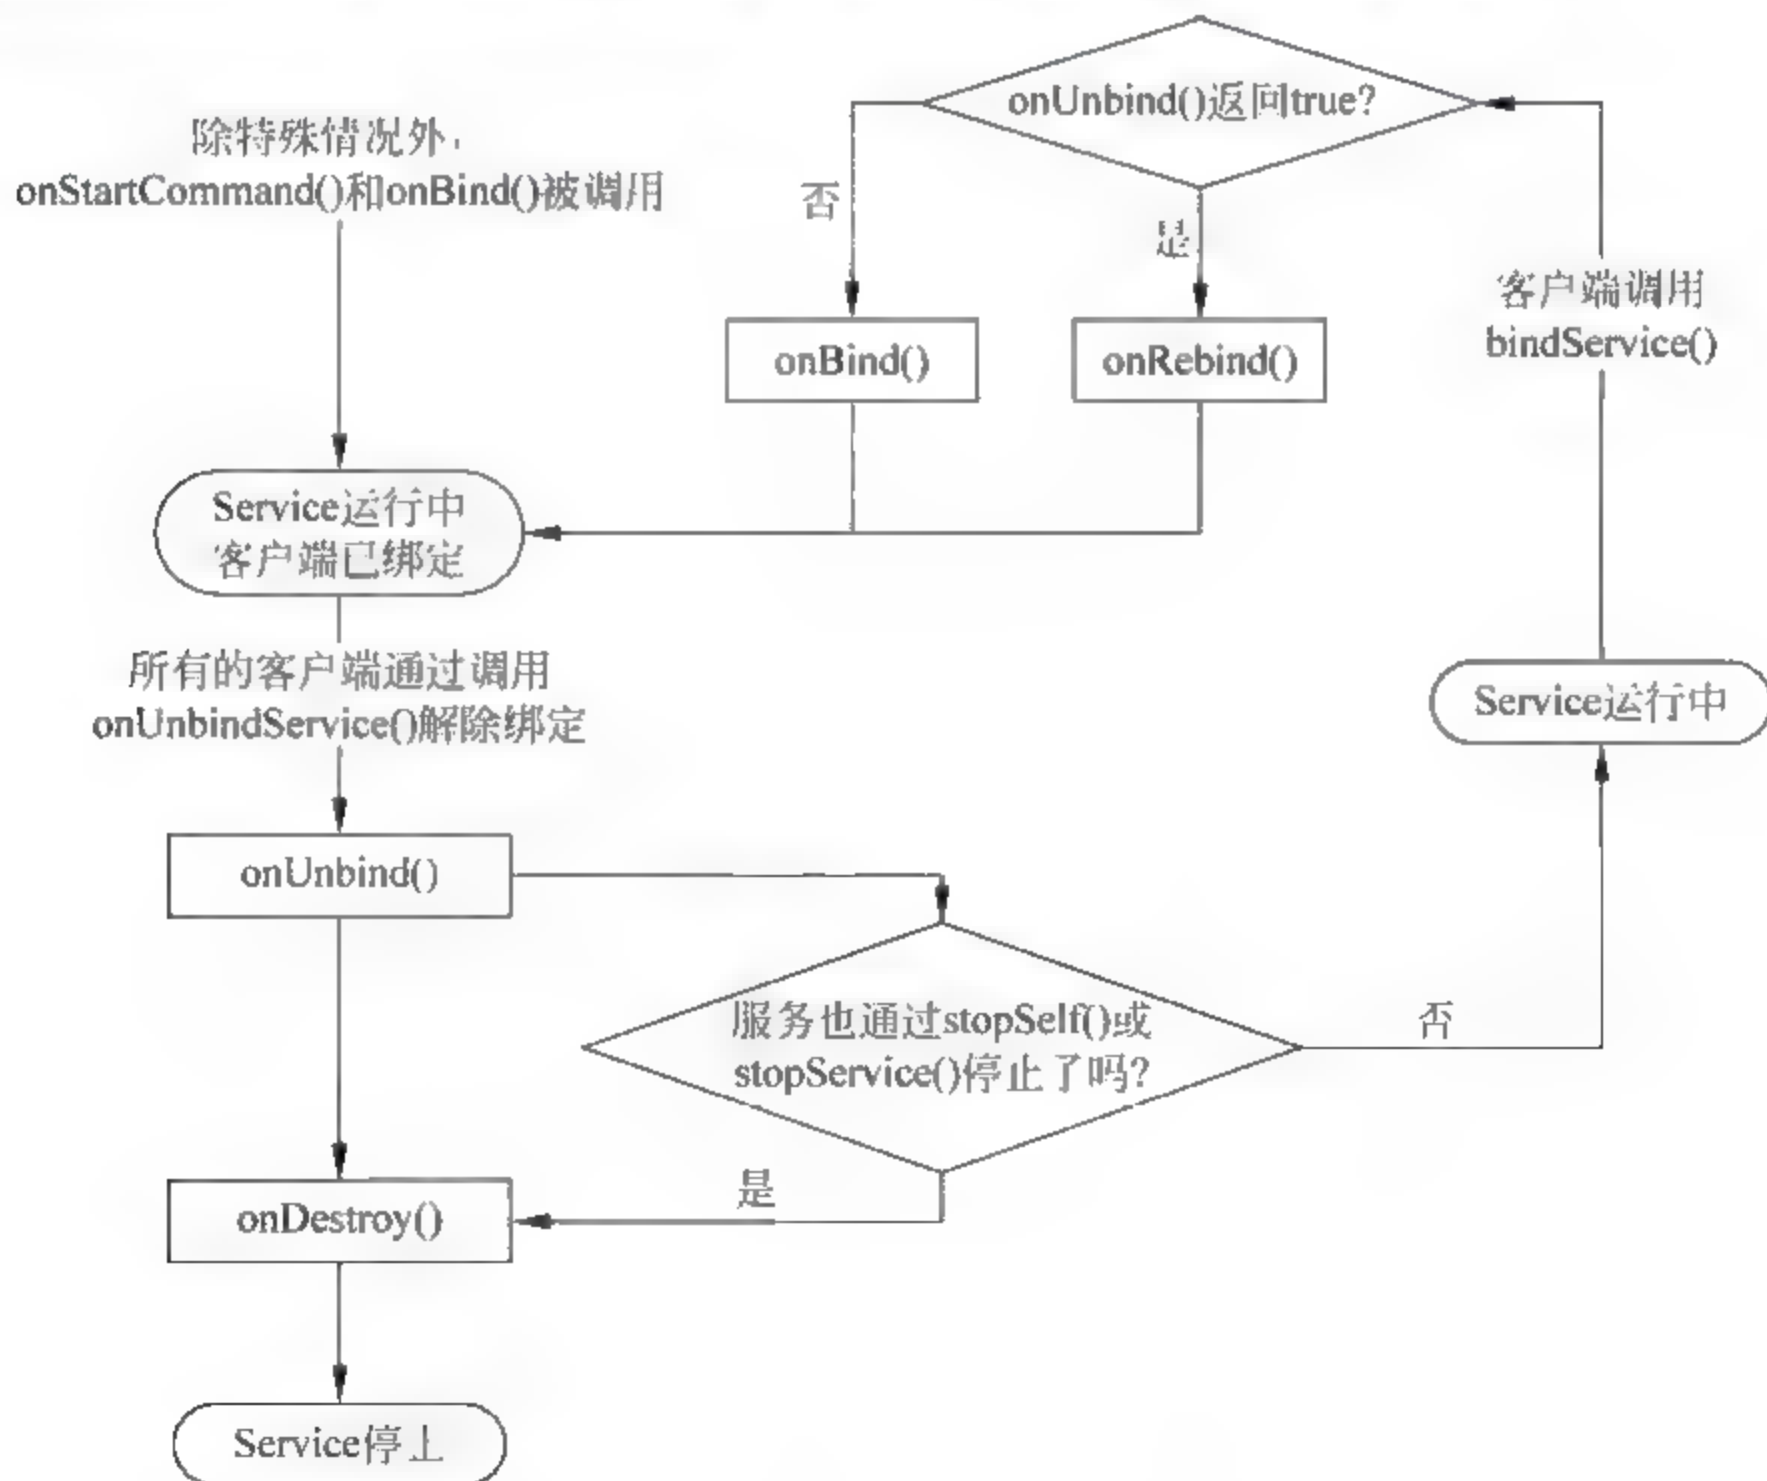 onUnbind()返回true?
除特殊情况外,
onStartCommand()和onBind()被调用
否
是
客户端调用
bindService()
onBind()
onRebind()
Service运行中
客户端已绑定
所有的客户端通过调用
onUnbindService()解除绑定
Service运行中
onUnbind()
服务也通过stopSelf()或
stopService()停止了吗?
否
是
onDestroy()
Service停止